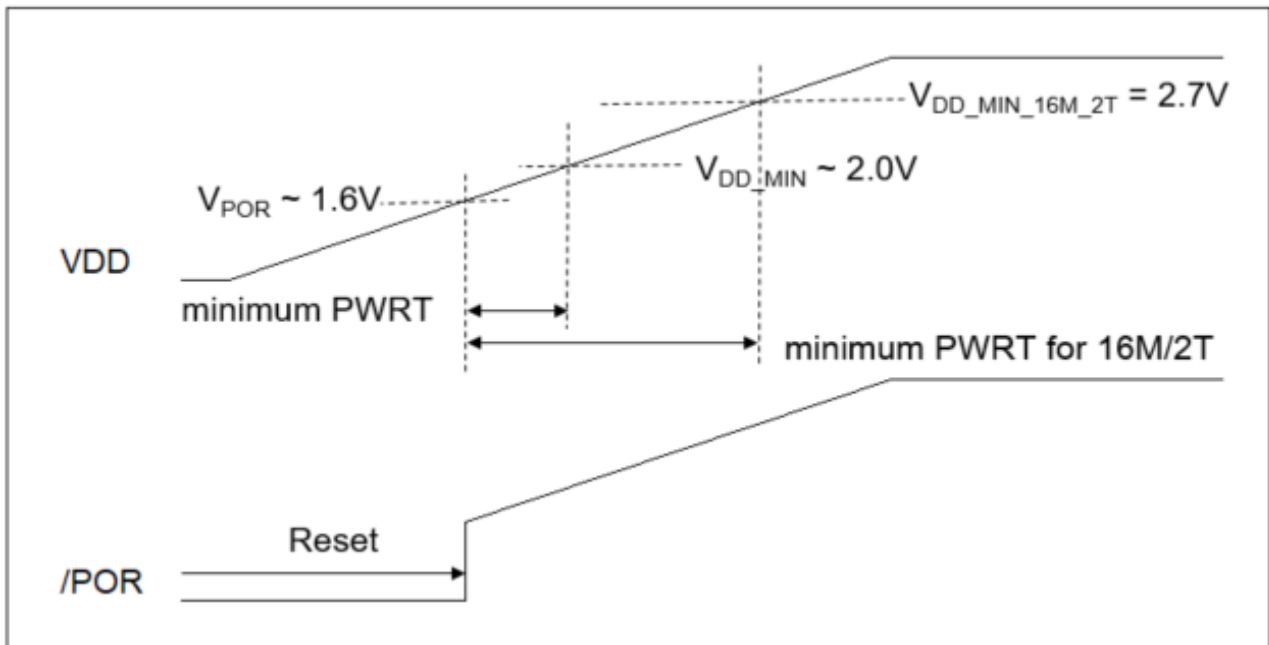 V_DD_MIN_16M_2T = 2.7V
V_DD_MIN ~ 2.0V
V_POR ~ 1.6V
VDD
minimum PWRT
minimum PWRT for 16M/2T
Reset
/POR